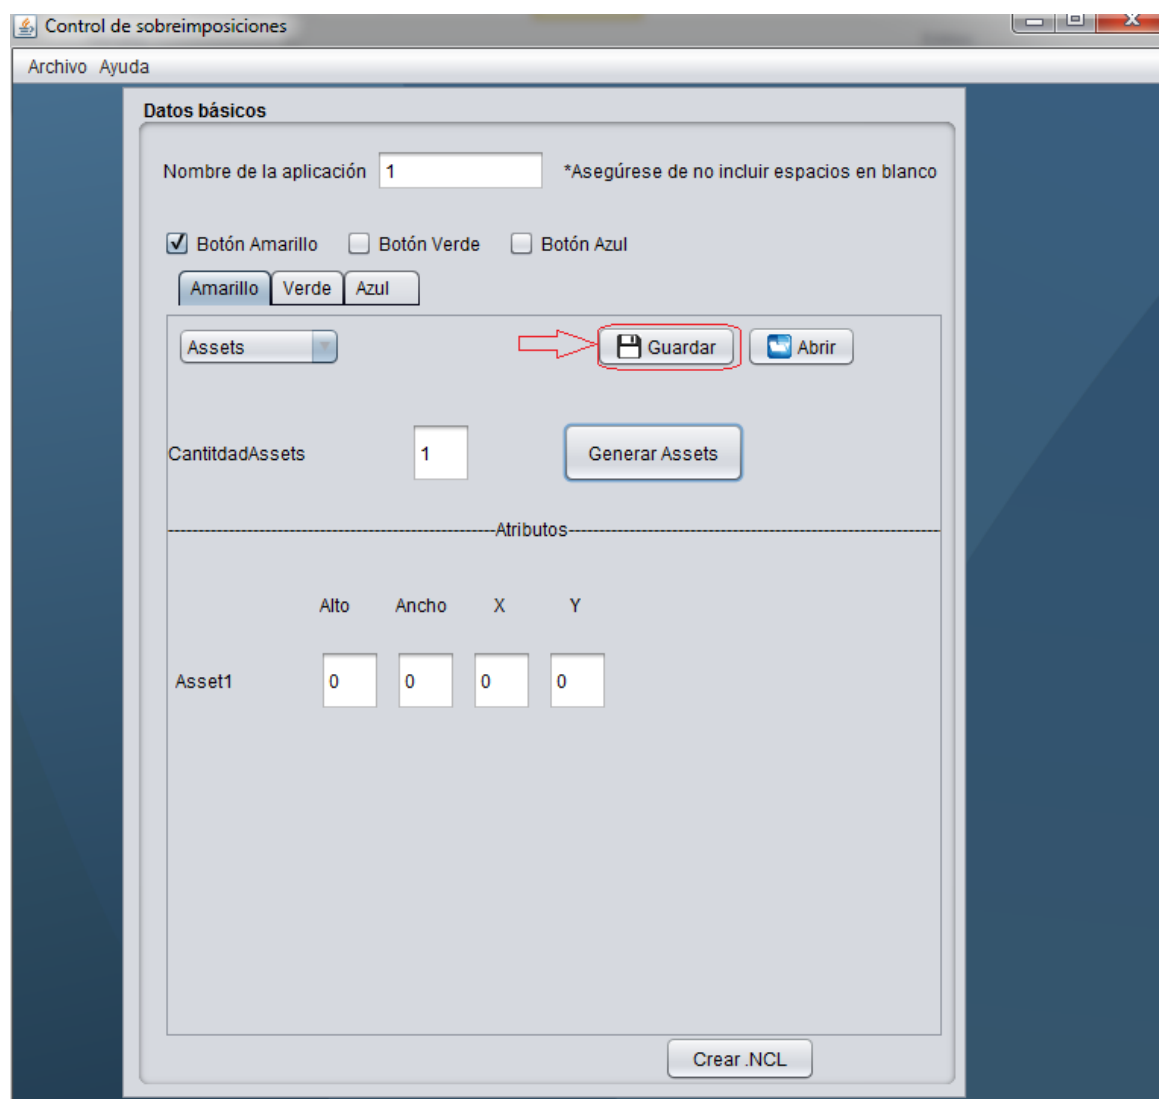 Control de sobreimposiciones
Archivo Ayuda
Datos básicos
Nombre de la aplicación 1 *Asegúrese de no incluir espacios en blanco
Botón Amarillo Botón Verde Botón Azul
Amarillo Verde Azul
Assets Guardar Abrir
CantitdadAssets 1 Generar Assets
Atributos
Alto Ancho X Y
Asset1 0 0 0 0
Crear .NCL